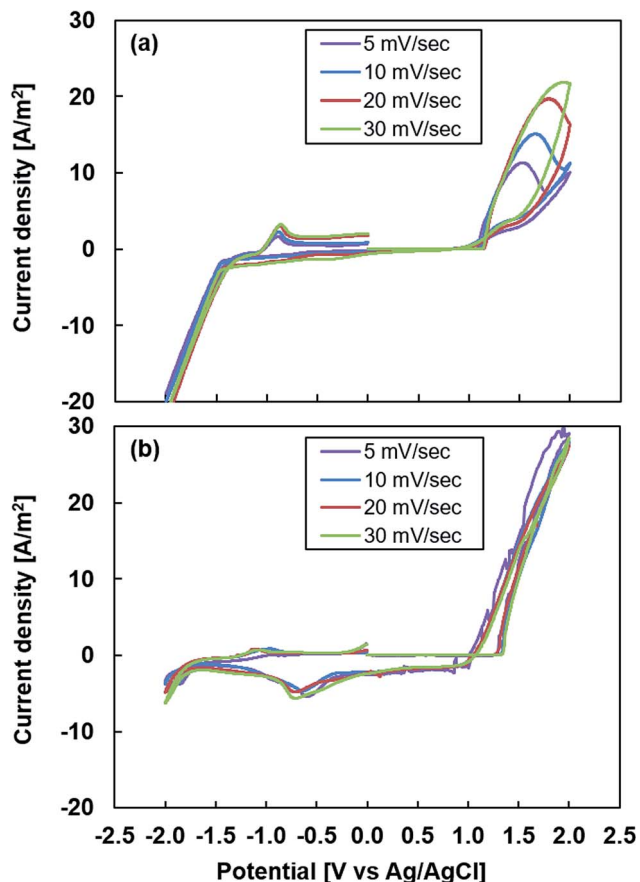 30
(a)
5 mV/sec
10 mV/sec
20 mV/sec
30 mV/sec
20
10
0
-10
-20
Current density [A/m²]
30
(b)
5 mV/sec
10 mV/sec
20 mV/sec
30 mV/sec
20
10
0
-10
-20
Current density [A/m²]
-2.5 -2.0 -1.5 -1.0 -0.5 0.0 0.5 1.0 1.5 2.0 2.5
Potential [V vs Ag/AgCl]